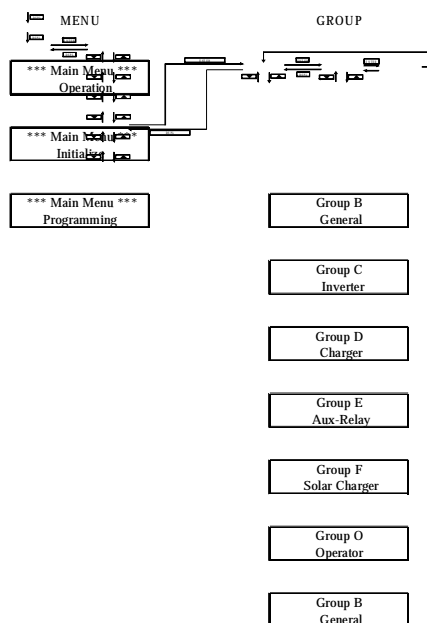 MENU
GROUP
*** Main Menu ***
Operation
*** Main Menu ***
Initialize
*** Main Menu ***
Programming
Group B
General
Group C
Inverter
Group D
Charger
Group E
Aux-Relay
Group F
Solar Charger
Group O
Operator
Group B
General